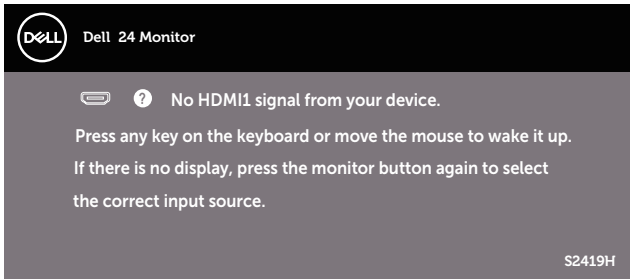 DELL
Dell 24 Monitor
? No HDMI1 signal from your device.
Press any key on the keyboard or move the mouse to wake it up.
If there is no display, press the monitor button again to select
the correct input source.
S2419H